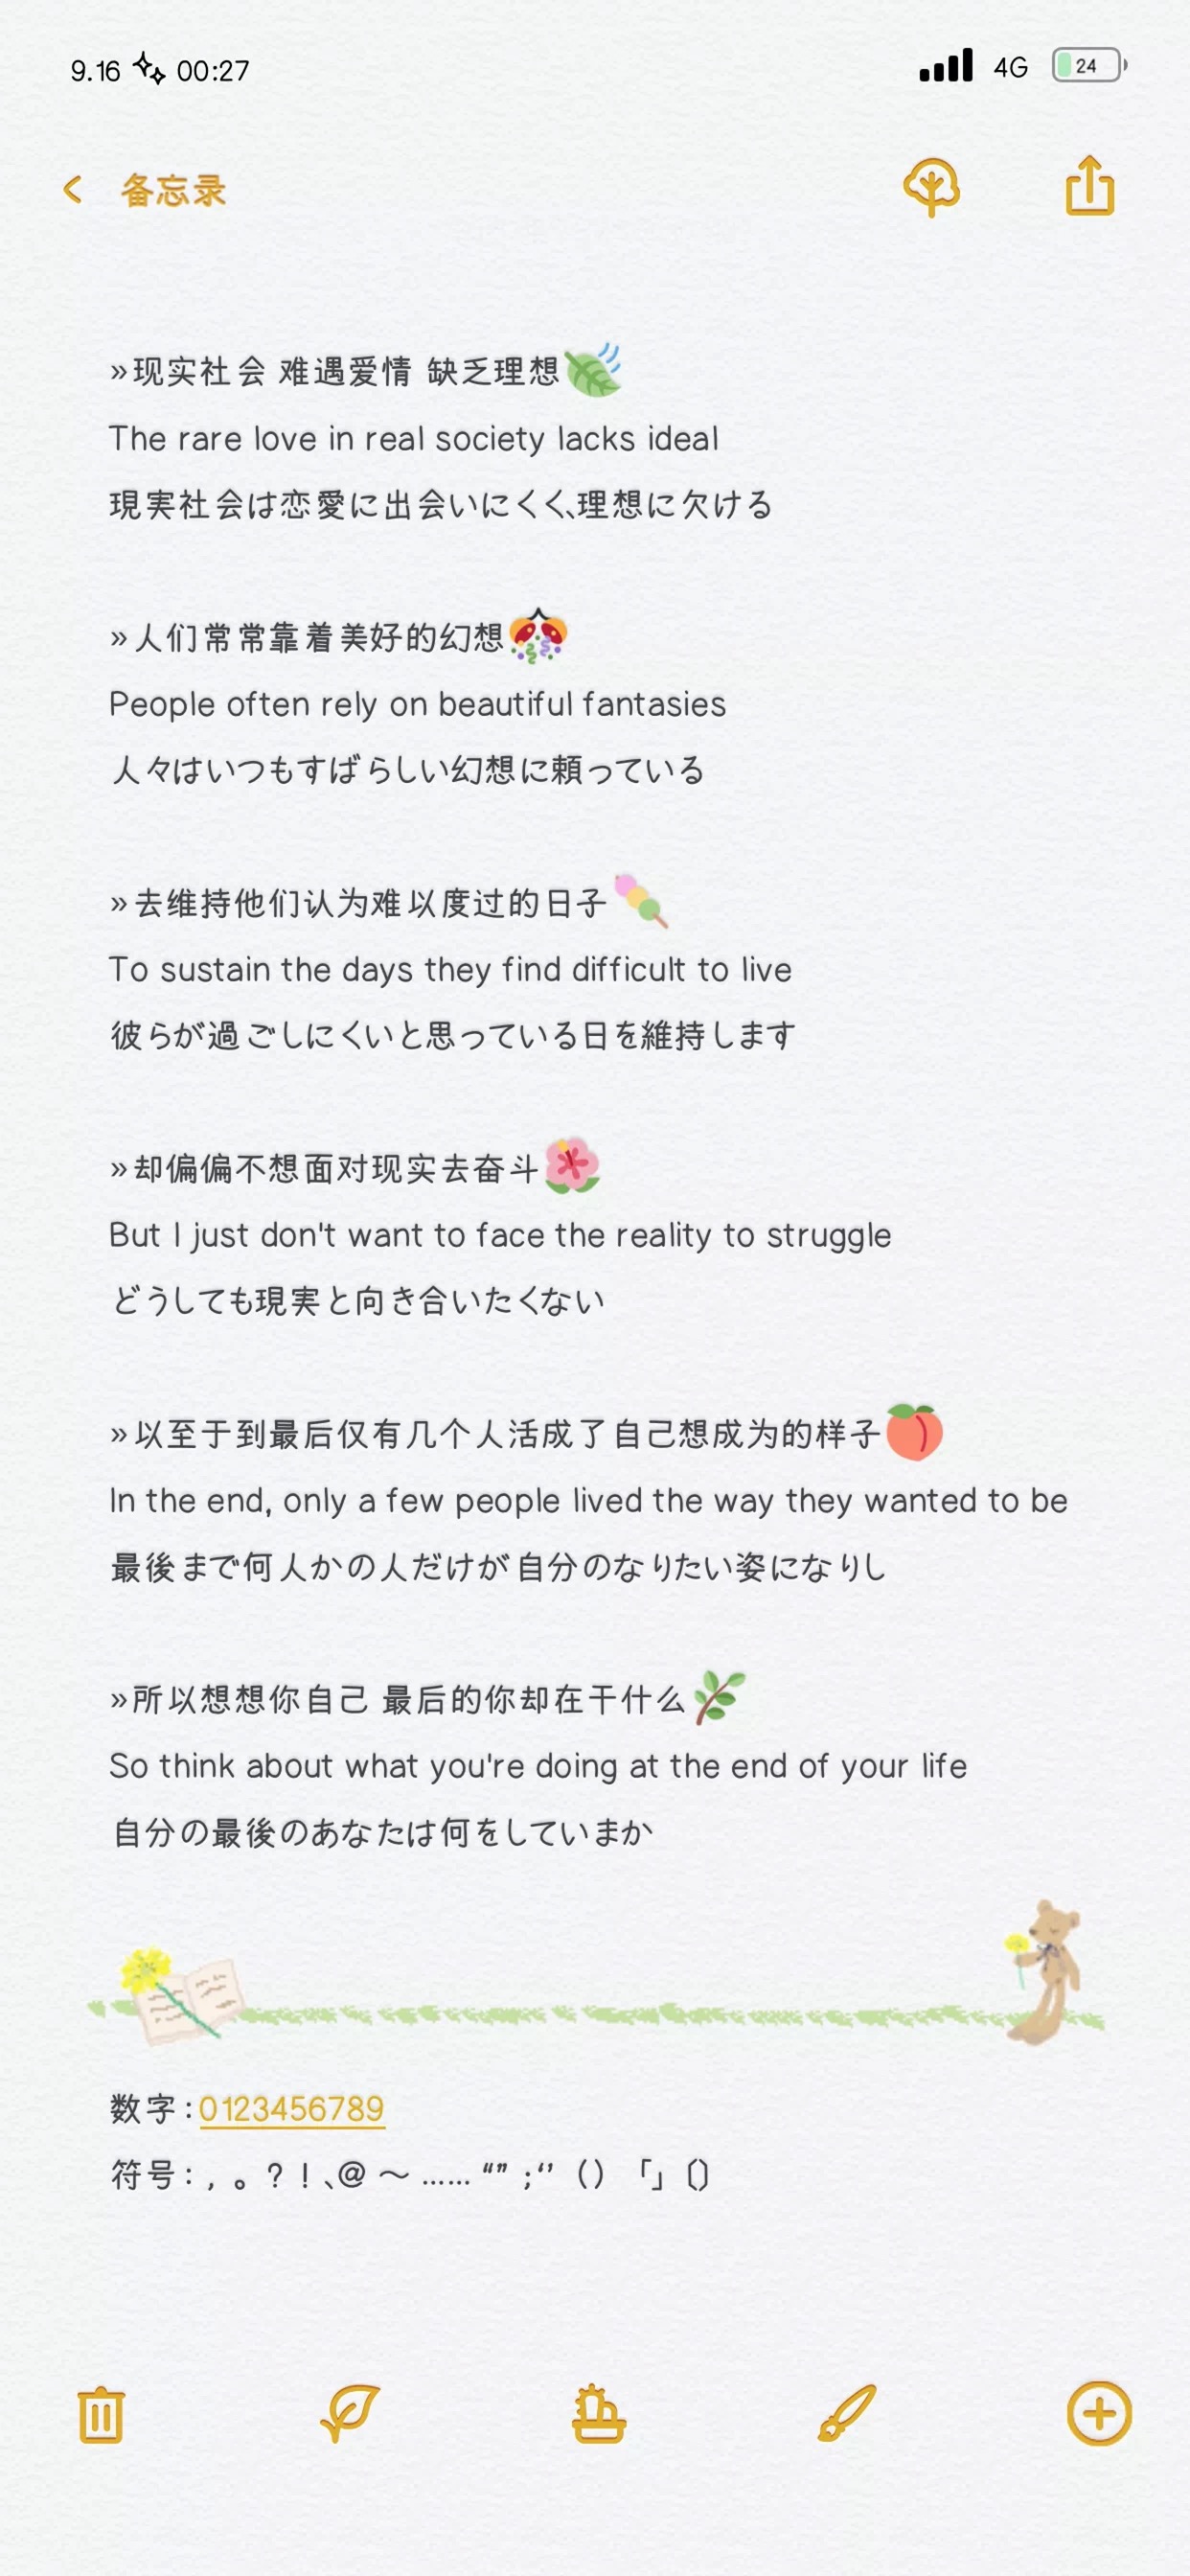 9.16 00:27 4G 24
备忘录
»现实社会 难遇爱情 缺乏理想
The rare love in real society lacks ideal
現実社会は恋愛に出会いにくく、理想に欠ける
»人们常常靠着美好的幻想
People often rely on beautiful fantasies
人々はいつもすばらしい幻想に頼っている
»去维持他们认为难以度过的日子
To sustain the days they find difficult to live
彼らが過ごしにくいと思っている日を維持します
»却偏偏不想面对现实去奋斗
But I just don't want to face the reality to struggle
どうしても現実と向き合いたくない
»以至于到最后仅有几个人活成了自己想成为的样子
In the end, only a few people lived the way they wanted to be
最後まで何人かの人だけが自分のなりたい姿になりし
»所以想想你自己 最后的你却在干什么
So think about what you're doing at the end of your life
自分の最後のあなたは何をしていまか
数字:0123456789
符号:, 。?!、@～……“”;‘’()「」〔〕